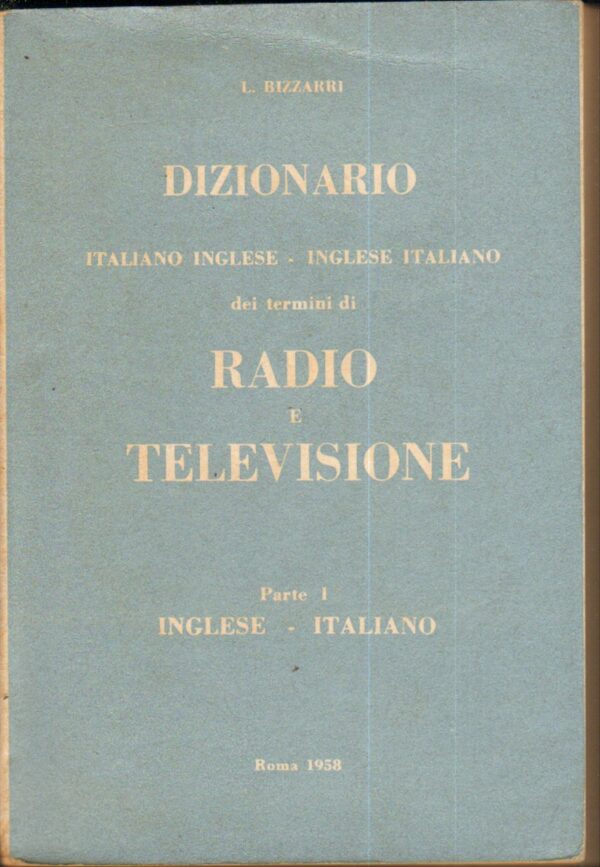 L. BIZZARRI
DIZIONARIO
ITALIANO INGLESE - INGLESE ITALIANO
dei termini di
RADIO
E
TELEVISIONE
Parte I
INGLESE - ITALIANO
Roma 1958